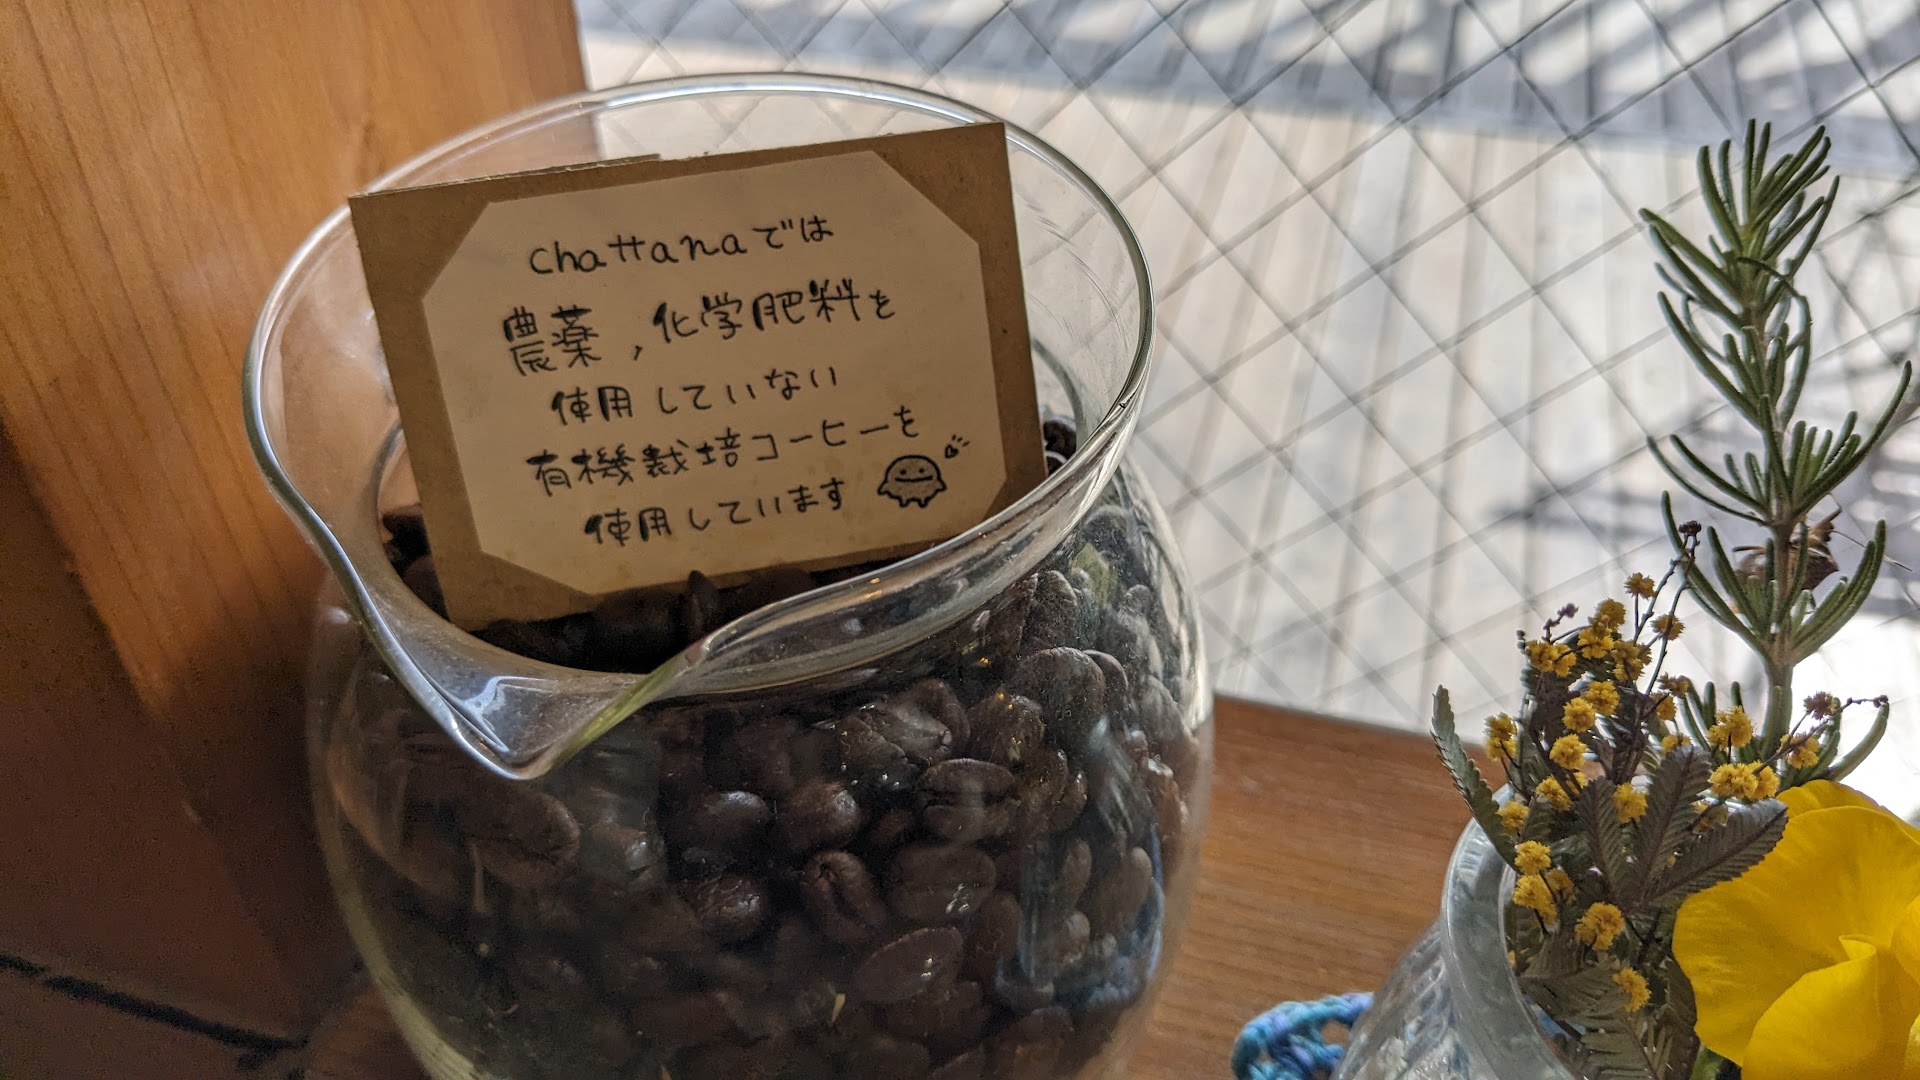 chattanaでは
農薬,化学肥料を
使用していない
有機栽培コーヒーを
使用しています